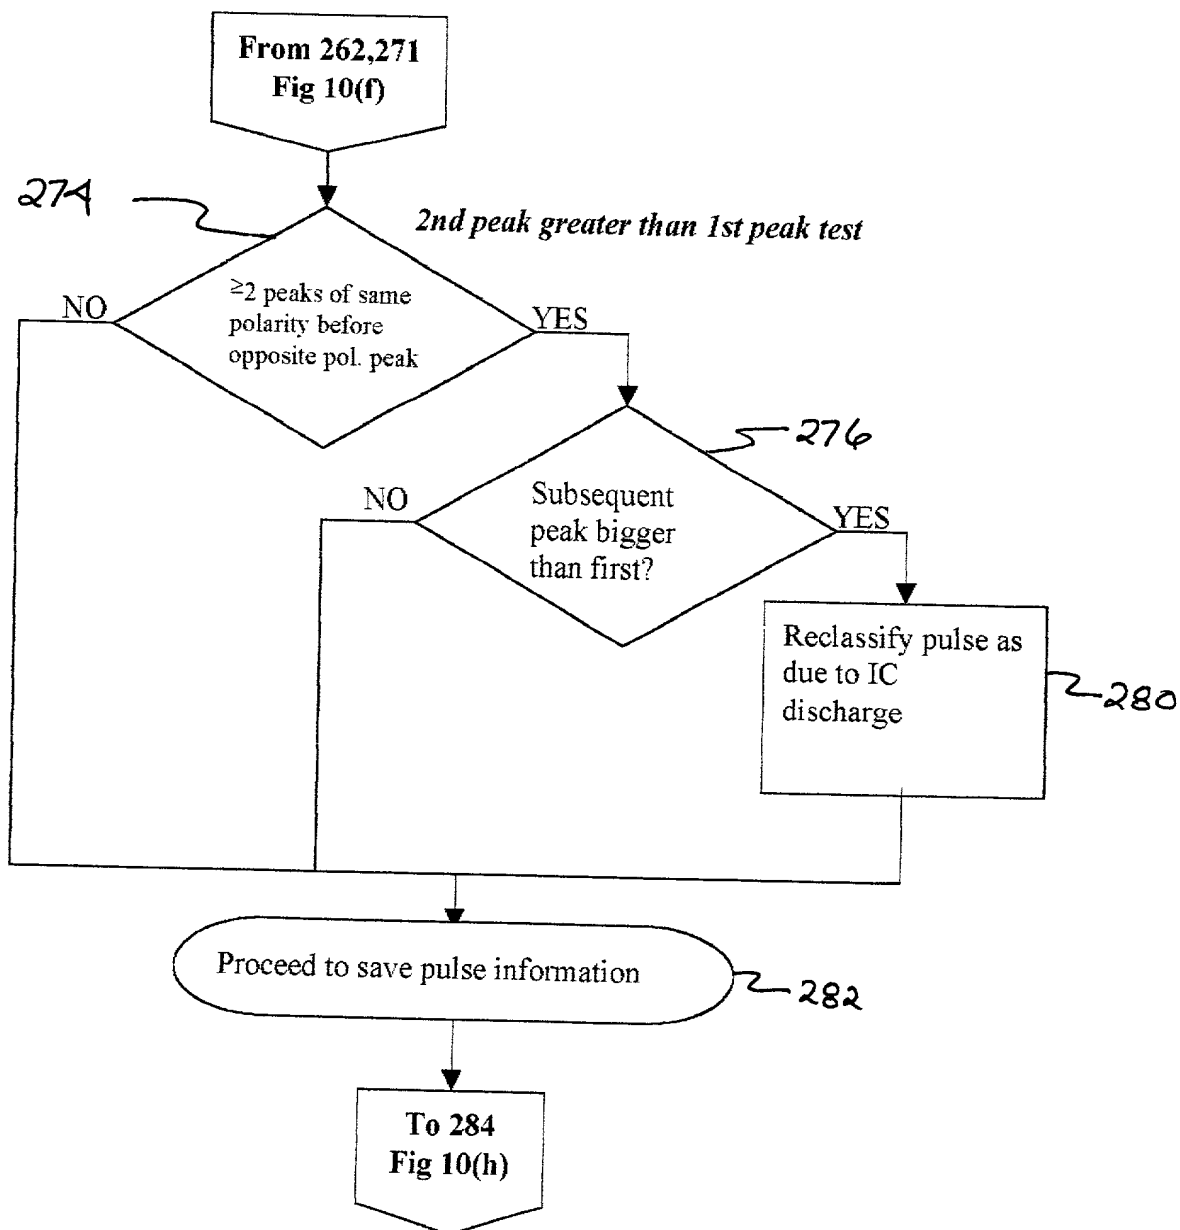 From 262,271
Fig 10(f)
274
2nd peak greater than 1st peak test
NO
≥2 peaks of same
polarity before
opposite pol. peak
YES
276
NO
Subsequent
peak bigger
than first?
YES
Reclassify pulse as
due to IC
discharge
280
Proceed to save pulse information
282
To 284
Fig 10(h)